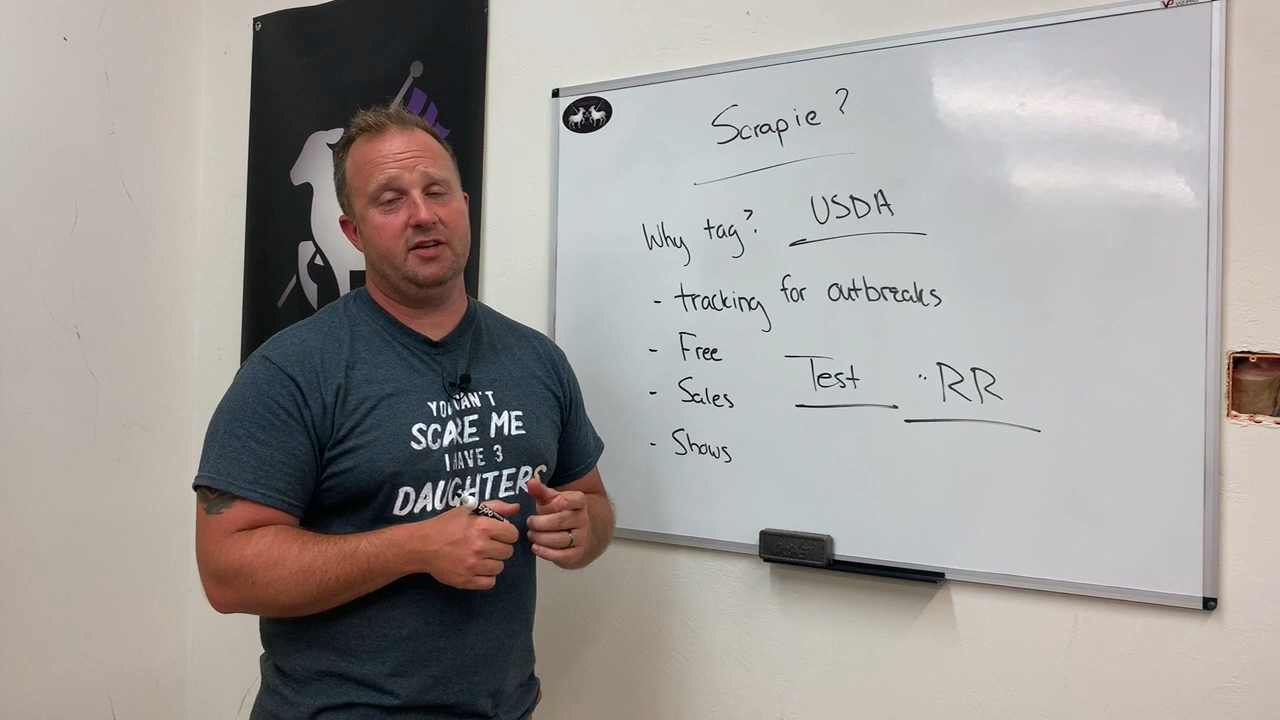 Scrapie?
Why tag? USDA
- tracking for outbreaks
- Free
- Sales
- Shows
Test
RR
YOU CAN'T
SCARE ME
I HAVE 3
DAUGHTERS